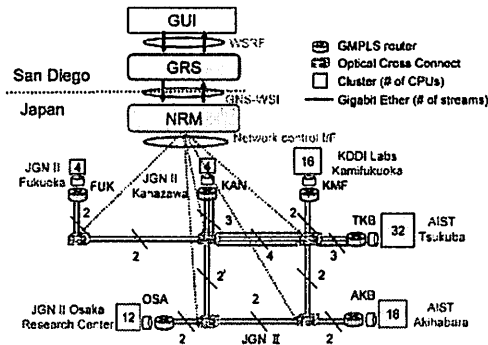 GUI
WSRF
GMPLS router
Optical Cross Connect
GRS
Cluster (# of CPUs)
San Diego
Gigabit Ether (# of streams)
GNS-WSI
Japan
NRM
Network control I/F
JGN II
Fukuoka
4
FUK
JGN II
Kanazawa
4
KAN
16
KMF
KDDI Labs
Kamifukuoka
2
3
2
TKB
32
AIST
Tsukuba
2
4
3
2'
2
JGN II Osaka
Research Center
12
OSA
2
2
JGN II
2
AKB
16
AIST
Akihabara